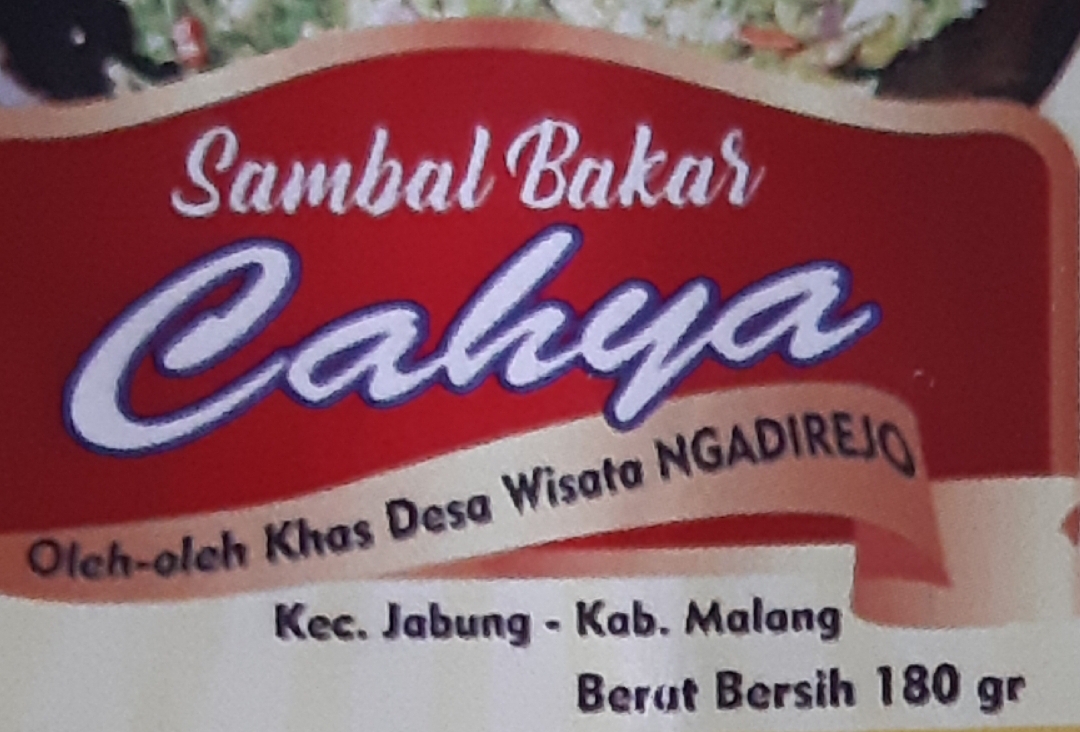 Sambal Bakar
Cahya
Oleh-oleh Khas Desa Wisata NGADIREJO
Kec. Jabung - Kab. Malang
Berat Bersih 180 gr